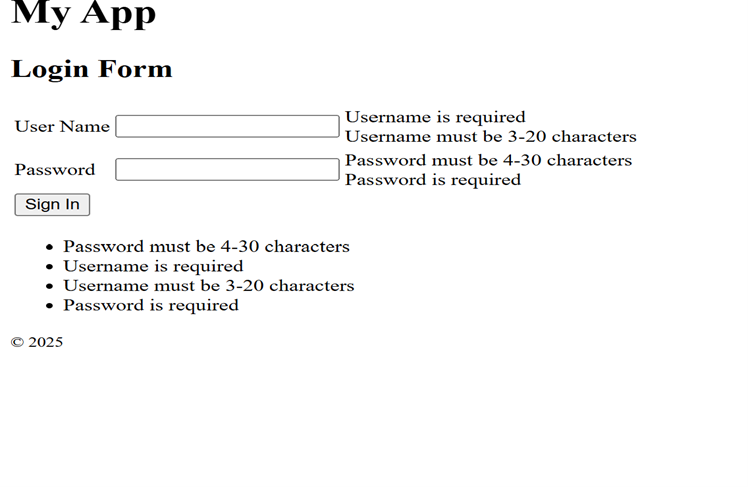 My App
Login Form
User Name
Username is required
Username must be 3-20 characters
Password
Password must be 4-30 characters
Password is required
Sign In
Password must be 4-30 characters
Username is required
Username must be 3-20 characters
Password is required
© 2025